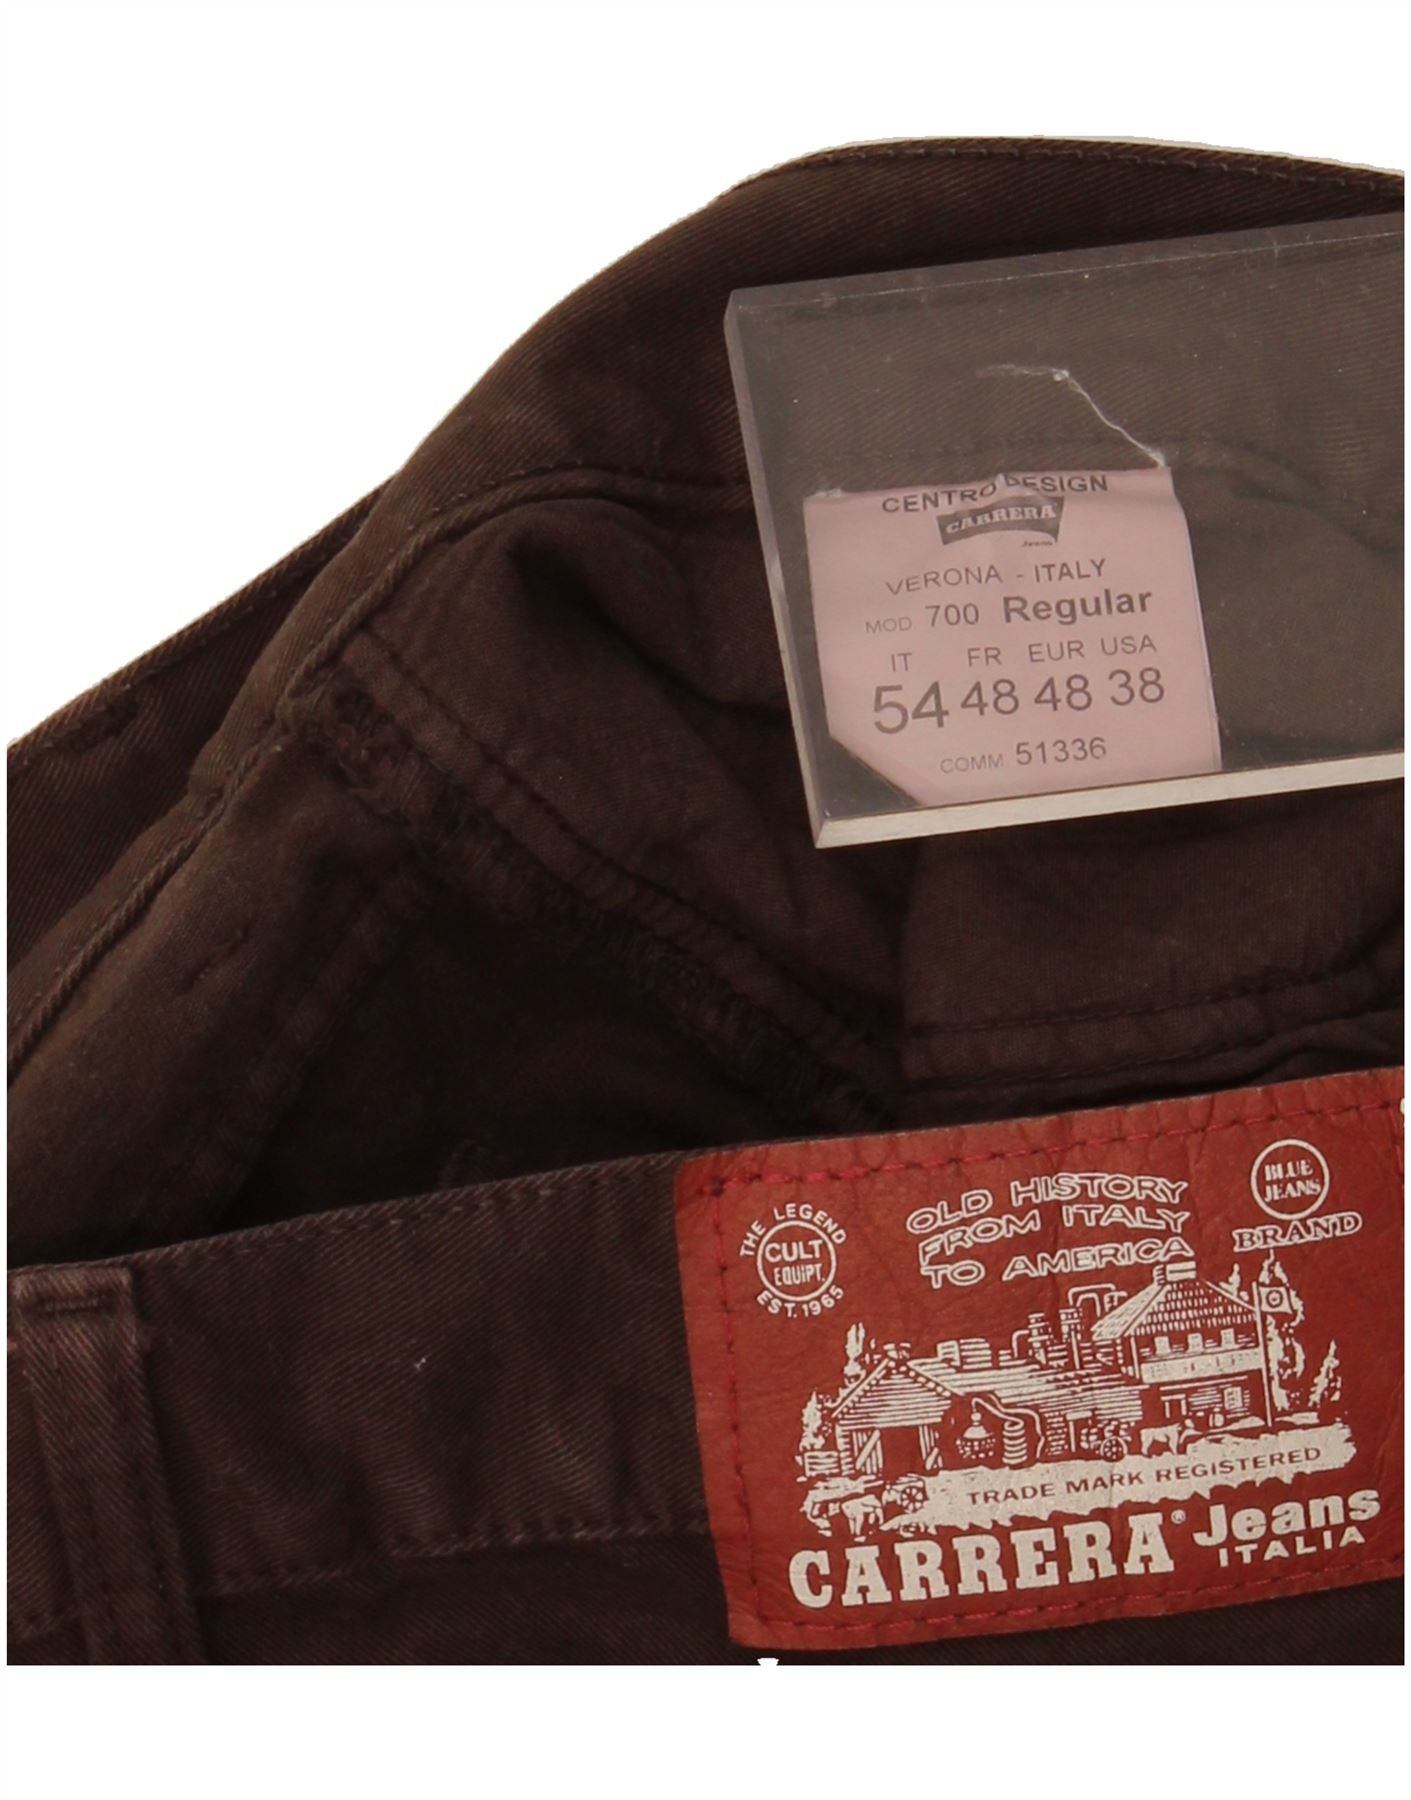 CENTRO DESIGN
CARRERA
Jeans
VERONA - ITALY
MOD 700 Regular
IT FR EUR USA
54 48 48 38
COMM 51336
THE LEGEND
CULT
EQUIPT.
EST. 1965
OLD HISTORY
FROM ITALY
TO AMERICA
BLUE
JEANS
BRAND
TRADE MARK REGISTERED
CARRERA® Jeans
ITALIA